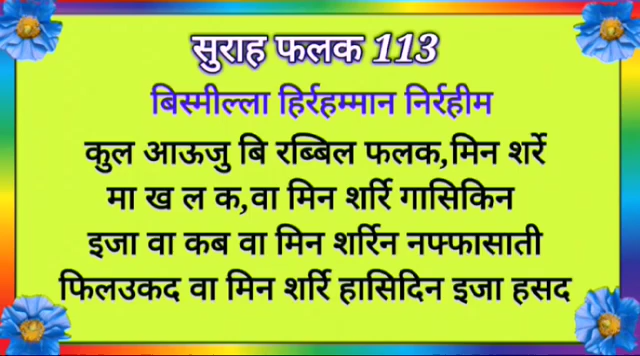 सुराह फलक 113
बिस्मील्ला हिर्रहम्मान निर्रहीम
कुल आऊजु बि रब्बिल फलक,मिन शर्रे
मा ख ल क,वा मिन शर्रि गासिकिन
इजा वा कब वा मिन शर्रिन नफ्फासाती
फिलउकद वा मिन शर्रि हासिदिन इजा हसद